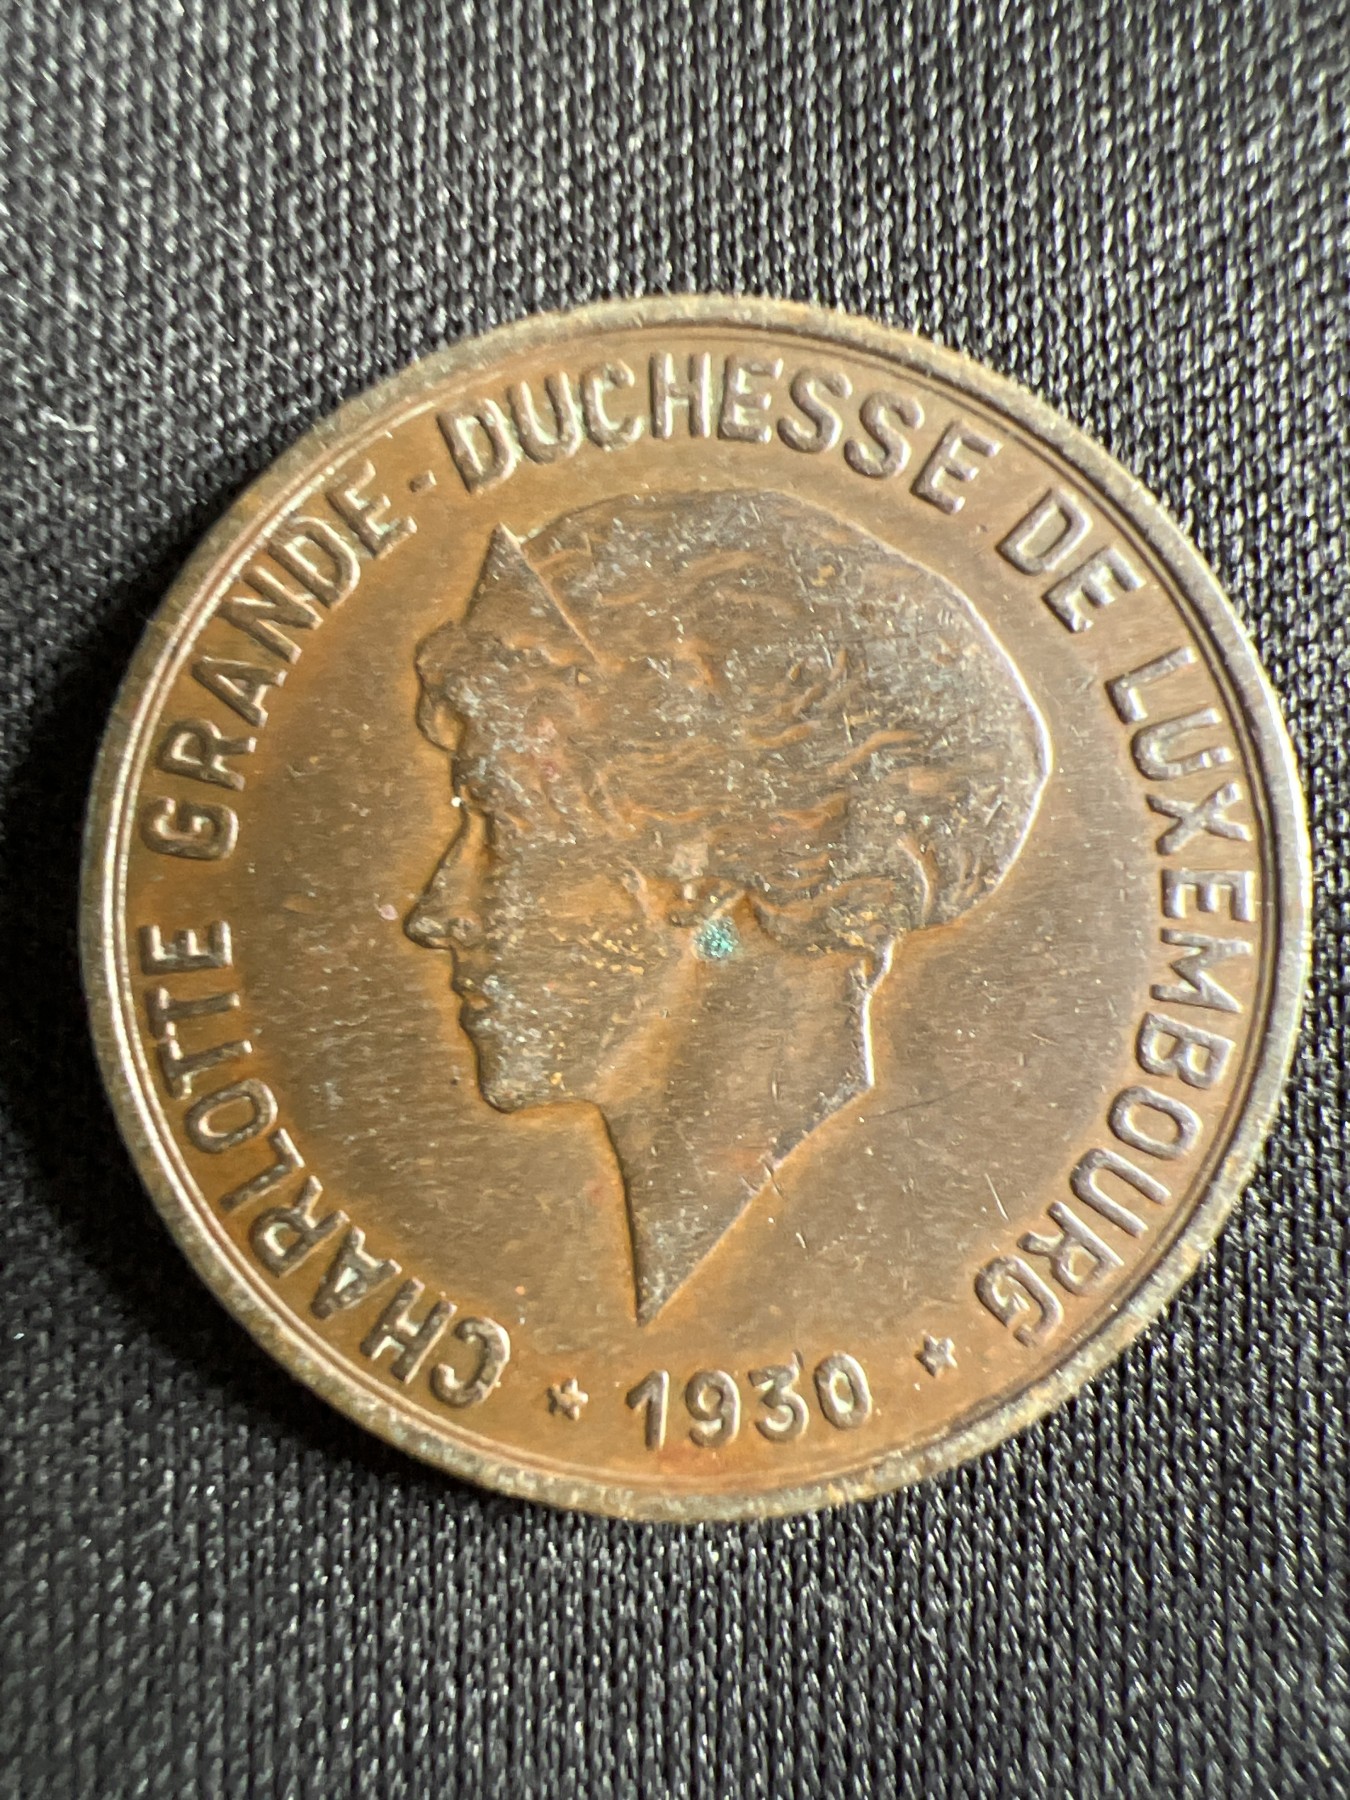 CHARLOTTE GRANDE-DUCHESSE DE LUXEMBOURG
1930